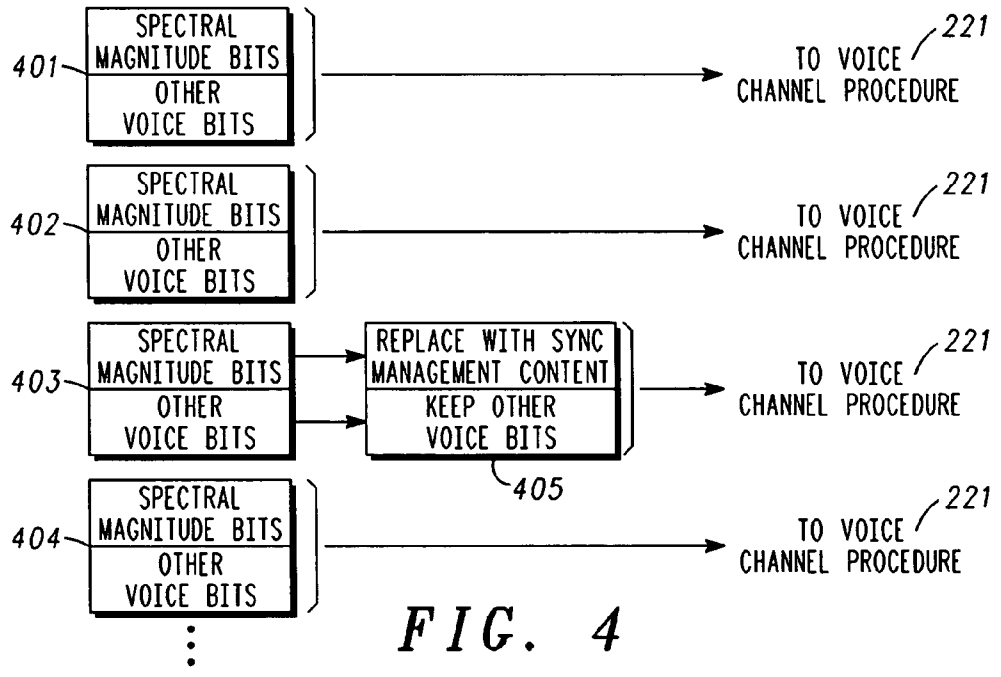 SPECTRAL
MAGNITUDE BITS
401
OTHER
VOICE BITS
221
TO VOICE
CHANNEL PROCEDURE
SPECTRAL
MAGNITUDE BITS
402
OTHER
VOICE BITS
221
TO VOICE
CHANNEL PROCEDURE
SPECTRAL
MAGNITUDE BITS
403
OTHER
VOICE BITS
REPLACE WITH SYNC
MANAGEMENT CONTENT
KEEP OTHER
VOICE BITS
405
221
TO VOICE
CHANNEL PROCEDURE
SPECTRAL
MAGNITUDE BITS
404
OTHER
VOICE BITS
221
TO VOICE
CHANNEL PROCEDURE
FIG. 4